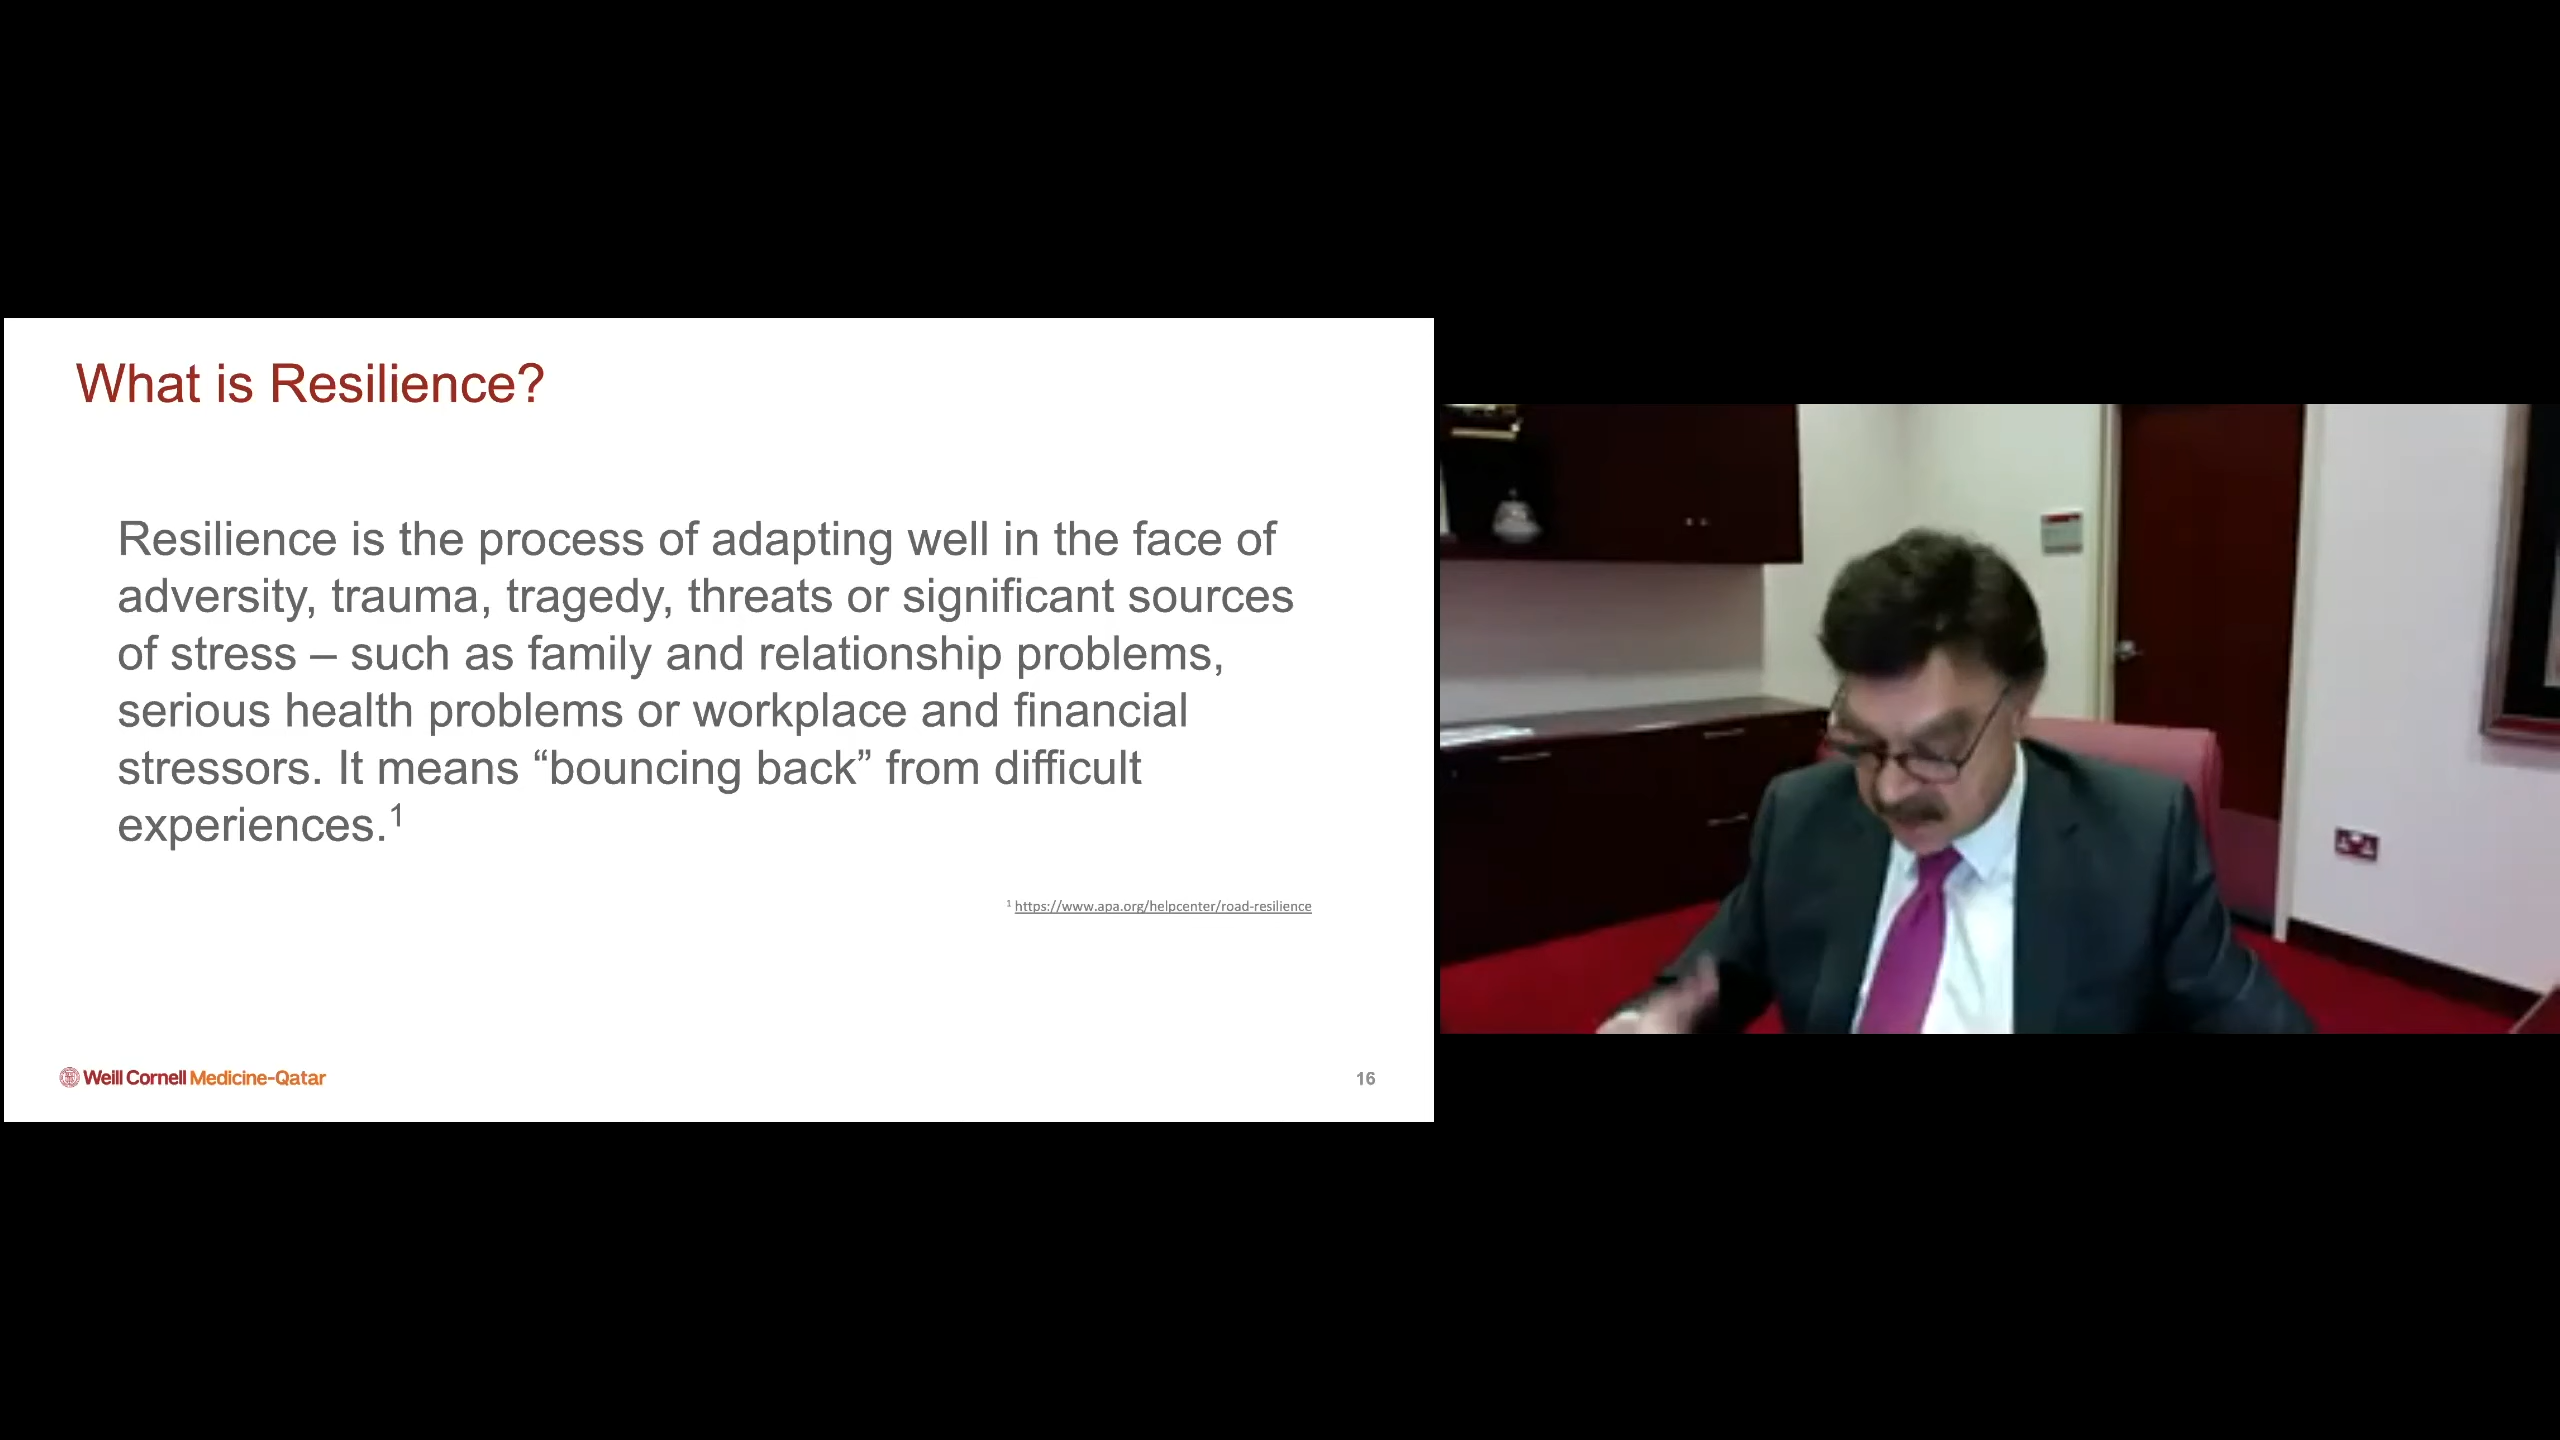 What is Resilience?
Resilience is the process of adapting well in the face of
adversity, trauma, tragedy, threats or significant sources
of stress – such as family and relationship problems,
serious health problems or workplace and financial
stressors. It means “bouncing back” from difficult
experiences.¹
¹ https://www.apa.org/helpcenter/road-resilience
Weill Cornell Medicine-Qatar
16